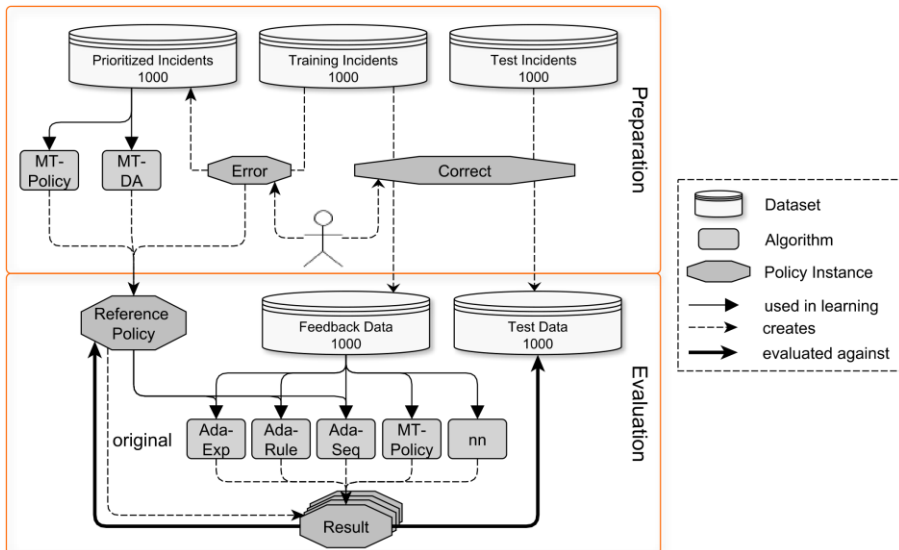 Prioritized Incidents
1000
Training Incidents
1000
Test Incidents
1000
Preparation
MT-
Policy
MT-
DA
Error
Correct
Reference
Policy
Feedback Data
1000
Test Data
1000
Evaluation
original
Ada-
Exp
Ada-
Rule
Ada-
Seq
MT-
Policy
nn
Result
Dataset
Algorithm
Policy Instance
used in learning
creates
evaluated against